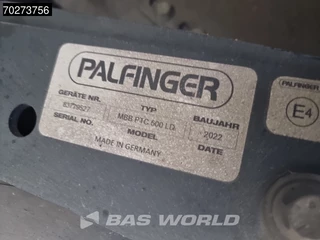 70273756
PALFINGER
GERÄTE NR. TYP BAUJAHR
MBB PTC 500 LD 2022
SERIAL NO. MODEL DATE
MADE IN GERMANY
PALFINGER
E4
BAS WORLD